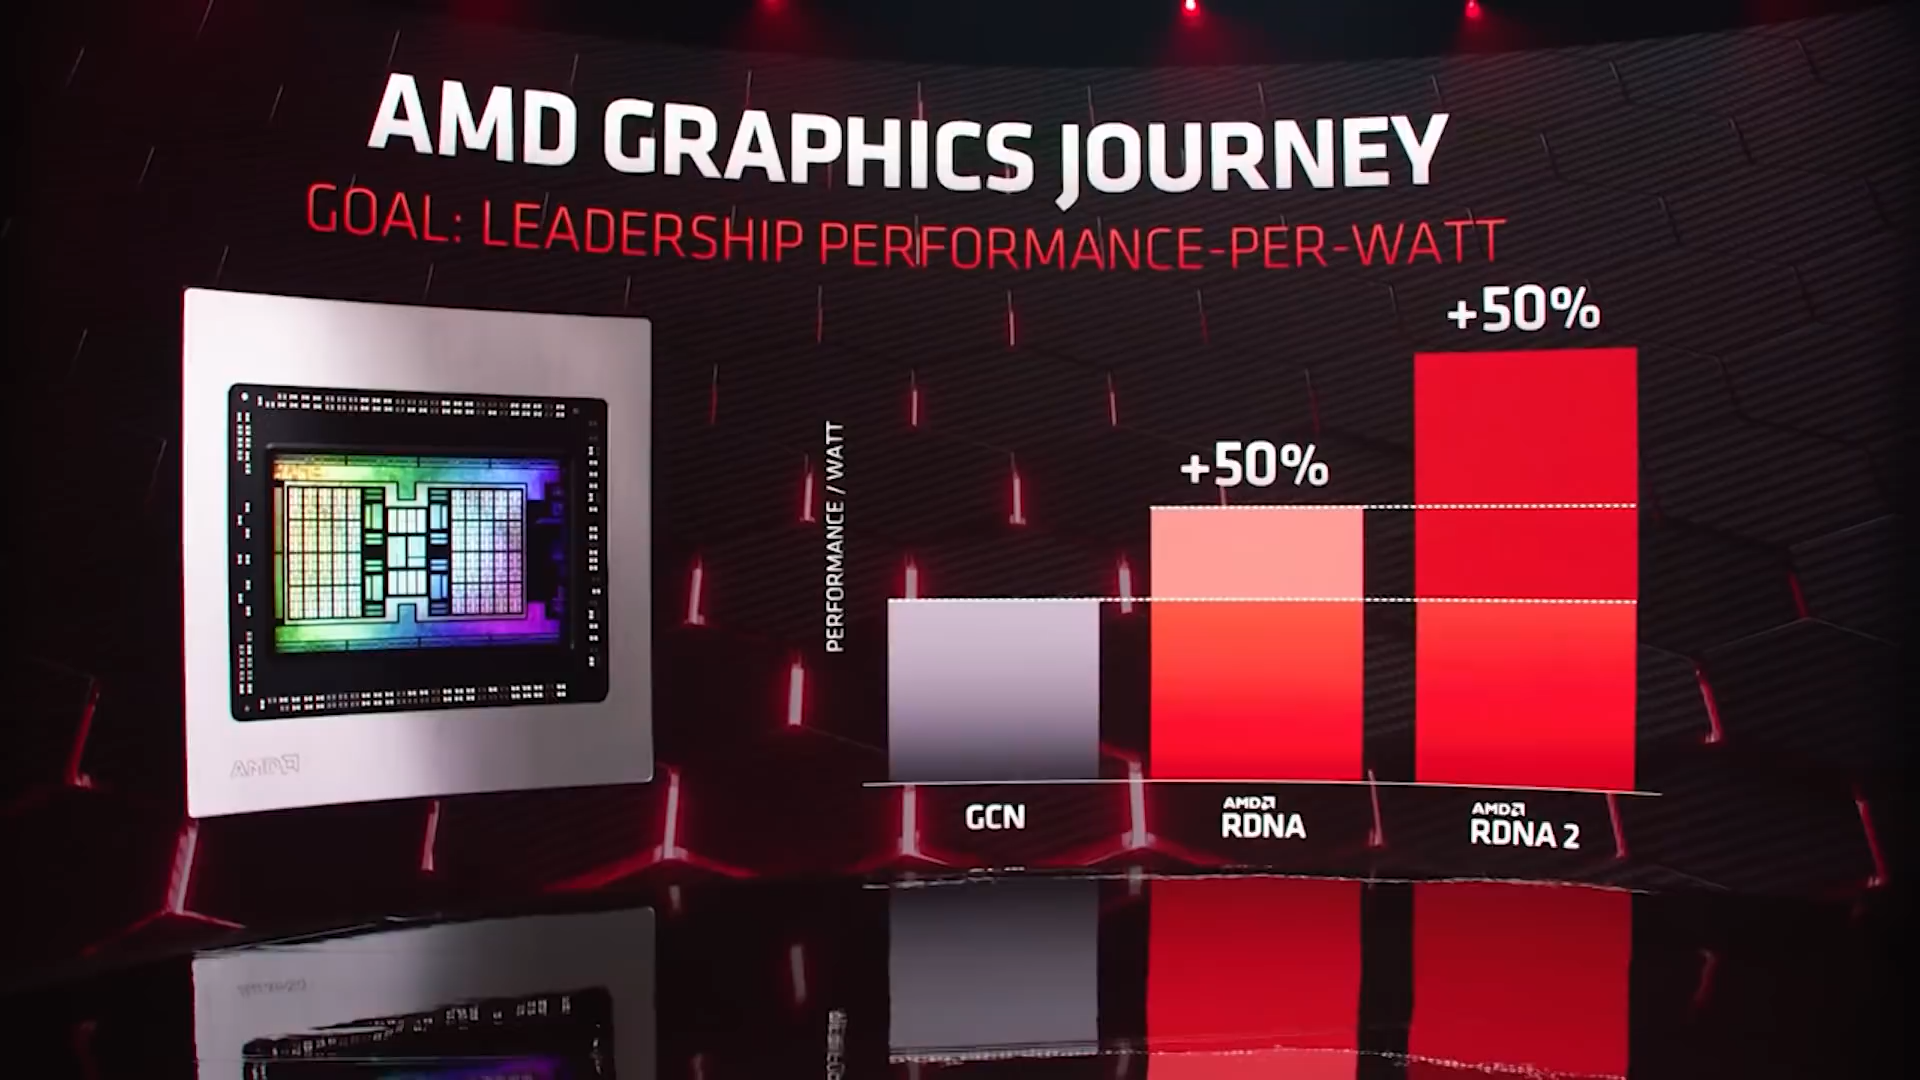 AMD GRAPHICS JOURNEY
GOAL: LEADERSHIP PERFORMANCE-PER-WATT
+50%
+50%
PERFORMANCE / WATT
GCN
AMD
RDNA
AMD
RDNA 2
AMD